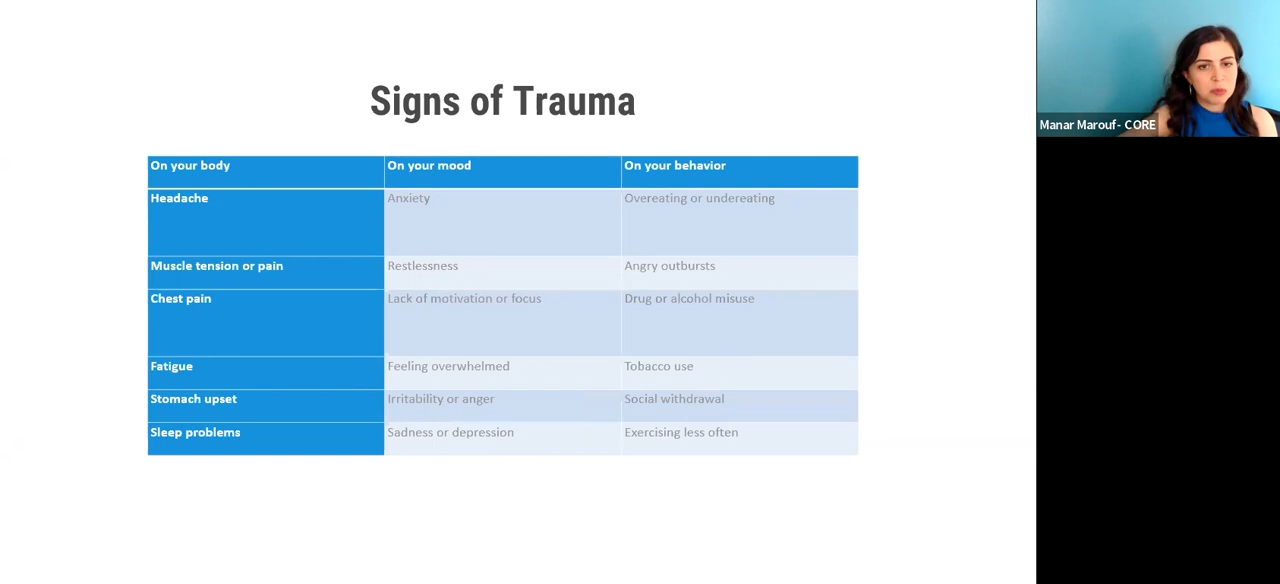 Signs of Trauma
On your body On your mood On your behavior
Headache Anxiety Overeating or undereating
Muscle tension or pain Restlessness Angry outbursts
Chest pain Lack of motivation or focus Drug or alcohol misuse
Fatigue Feeling overwhelmed Tobacco use
Stomach upset Irritability or anger Social withdrawal
Sleep problems Sadness or depression Exercising less often
Manar Marouf- CORE